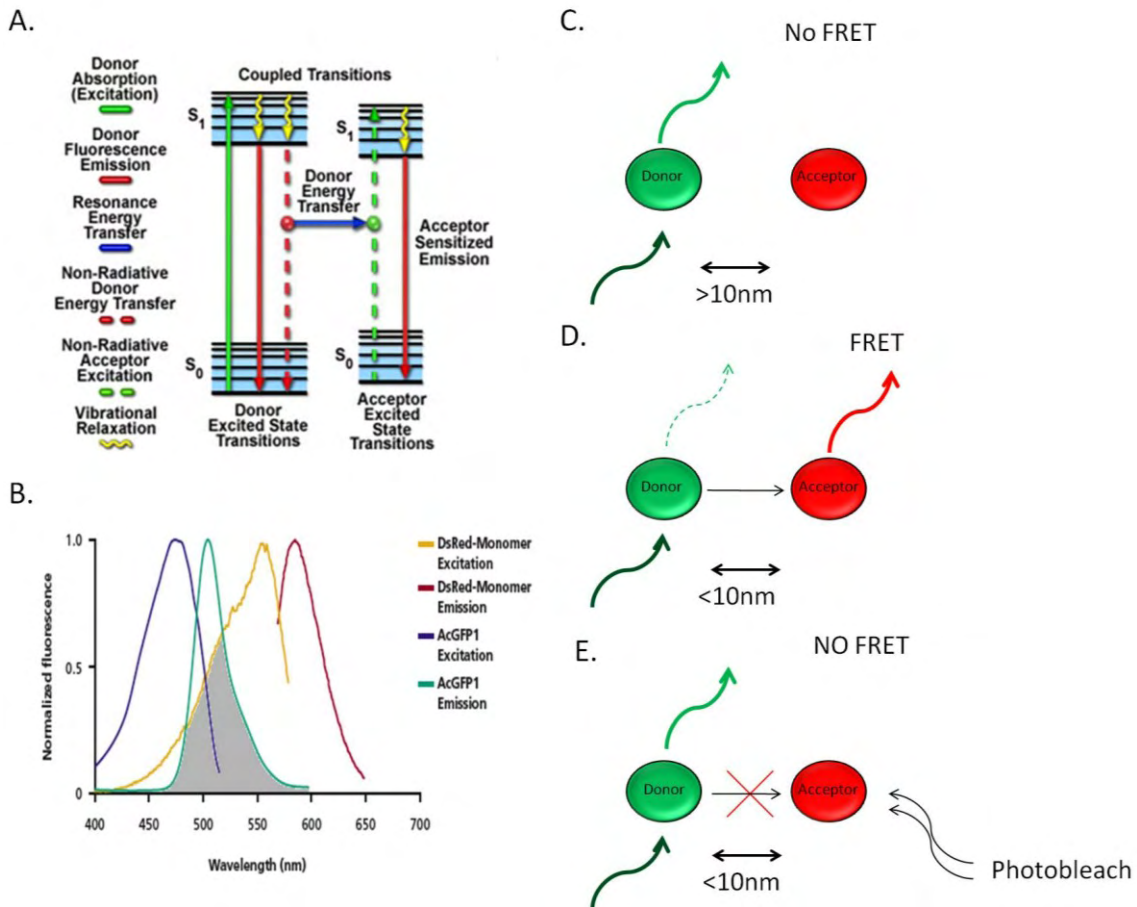 A.
Donor
Absorption
(Excitation)
Donor
Fluorescence
Emission
Resonance
Energy
Transfer
Non-Radiative
Donor
Energy Transfer
Non-Radiative
Acceptor
Excitation
Vibrational
Relaxation
Coupled Transitions
S1
S1
Donor
Energy
Transfer
Acceptor
Sensitized
Emission
S0
S0
Donor
Excited State
Transitions
Acceptor
Excited
State
Transitions
B.
Normalized fluorescence
1.0
0.5
0
400 450 500 550 600 650 700
Wavelength (nm)
DsRed-Monomer
Excitation
DsRed-Monomer
Emission
AcGFP1
Excitation
AcGFP1
Emission
C.
No FRET
Donor
Acceptor
>10nm
D.
FRET
Donor
Acceptor
<10nm
E.
NO FRET
Donor
Acceptor
<10nm
Photobleach